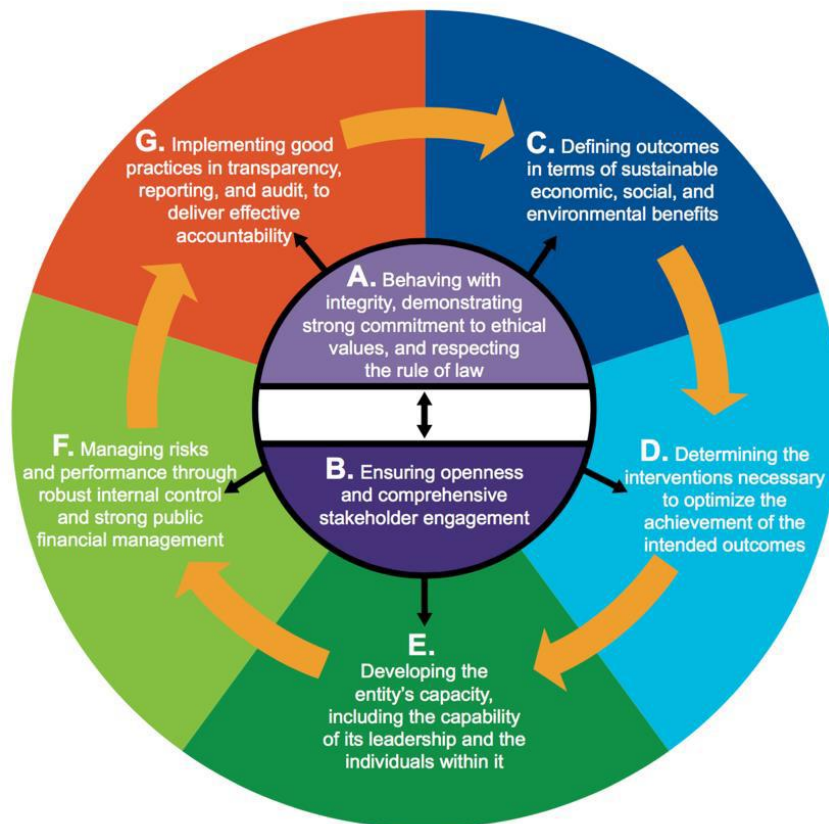 G. Implementing good
practices in transparency,
reporting, and audit, to
deliver effective
accountability
C. Defining outcomes
in terms of sustainable
economic, social, and
environmental benefits
A. Behaving with
integrity, demonstrating
strong commitment to ethical
values, and respecting
the rule of law
F. Managing risks
and performance through
robust internal control
and strong public
financial management
B. Ensuring openness
and comprehensive
stakeholder engagement
D. Determining the
interventions necessary
to optimize the
achievement of the
intended outcomes
E.
Developing the
entity's capacity,
including the capability
of its leadership and the
individuals within it